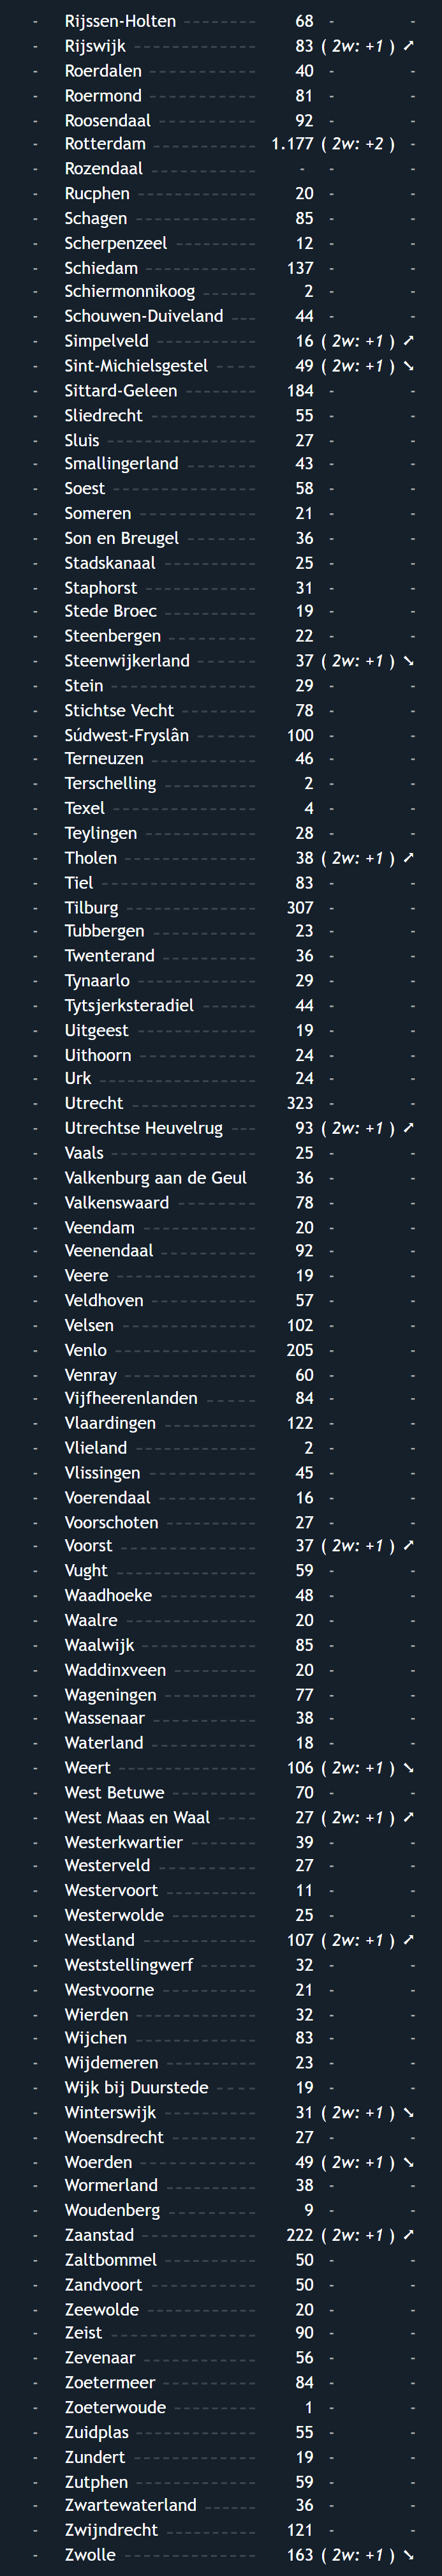 - Rijssen-Holten 68 - -
- Rijswijk 83 ( 2w: +1 ) ➚
- Roerdalen 40 - -
- Roermond 81 - -
- Roosendaal 92 - -
- Rotterdam 1.177 ( 2w: +2 ) -
- Rozendaal - - -
- Rucphen 20 - -
- Schagen 85 - -
- Scherpenzeel 12 - -
- Schiedam 137 - -
- Schiermonnikoog 2 - -
- Schouwen-Duiveland 44 - -
- Simpelveld 16 ( 2w: +1 ) ➚
- Sint-Michielsgestel 49 ( 2w: +1 ) ➘
- Sittard-Geleen 184 - -
- Sliedrecht 55 - -
- Sluis 27 - -
- Smallingerland 43 - -
- Soest 58 - -
- Someren 21 - -
- Son en Breugel 36 - -
- Stadskanaal 25 - -
- Staphorst 31 - -
- Stede Broec 19 - -
- Steenbergen 22 - -
- Steenwijkerland 37 ( 2w: +1 ) ➘
- Stein 29 - -
- Stichtse Vecht 78 - -
- Súdwest-Fryslân 100 - -
- Terneuzen 46 - -
- Terschelling 2 - -
- Texel 4 - -
- Teylingen 28 - -
- Tholen 38 ( 2w: +1 ) ➚
- Tiel 83 - -
- Tilburg 307 - -
- Tubbergen 23 - -
- Twenterand 36 - -
- Tynaarlo 29 - -
- Tytsjerksteradiel 44 - -
- Uitgeest 19 - -
- Uithoorn 24 - -
- Urk 24 - -
- Utrecht 323 - -
- Utrechtse Heuvelrug 93 ( 2w: +1 ) ➚
- Vaals 25 - -
- Valkenburg aan de Geul 36 - -
- Valkenswaard 78 - -
- Veendam 20 - -
- Veenendaal 92 - -
- Veere 19 - -
- Veldhoven 57 - -
- Velsen 102 - -
- Venlo 205 - -
- Venray 60 - -
- Vijfheerenlanden 84 - -
- Vlaardingen 122 - -
- Vlieland 2 - -
- Vlissingen 45 - -
- Voerendaal 16 - -
- Voorschoten 27 - -
- Voorst 37 ( 2w: +1 ) ➚
- Vught 59 - -
- Waadhoeke 48 - -
- Waalre 20 - -
- Waalwijk 85 - -
- Waddinxveen 20 - -
- Wageningen 77 - -
- Wassenaar 38 - -
- Waterland 18 - -
- Weert 106 ( 2w: +1 ) ➘
- West Betuwe 70 - -
- West Maas en Waal 27 ( 2w: +1 ) ➚
- Westerkwartier 39 - -
- Westerveld 27 - -
- Westervoort 11 - -
- Westerwolde 25 - -
- Westland 107 ( 2w: +1 ) ➚
- Weststellingwerf 32 - -
- Westvoorne 21 - -
- Wierden 32 - -
- Wijchen 83 - -
- Wijdemeren 23 - -
- Wijk bij Duurstede 19 - -
- Winterswijk 31 ( 2w: +1 ) ➘
- Woensdrecht 27 - -
- Woerden 49 ( 2w: +1 ) ➘
- Wormerland 38 - -
- Woudenberg 9 - -
- Zaanstad 222 ( 2w: +1 ) ➚
- Zaltbommel 50 - -
- Zandvoort 50 - -
- Zeewolde 20 - -
- Zeist 90 - -
- Zevenaar 56 - -
- Zoetermeer 84 - -
- Zoeterwoude 1 - -
- Zuidplas 55 - -
- Zundert 19 - -
- Zutphen 59 - -
- Zwartewaterland 36 - -
- Zwijndrecht 121 - -
- Zwolle 163 ( 2w: +1 ) ➘